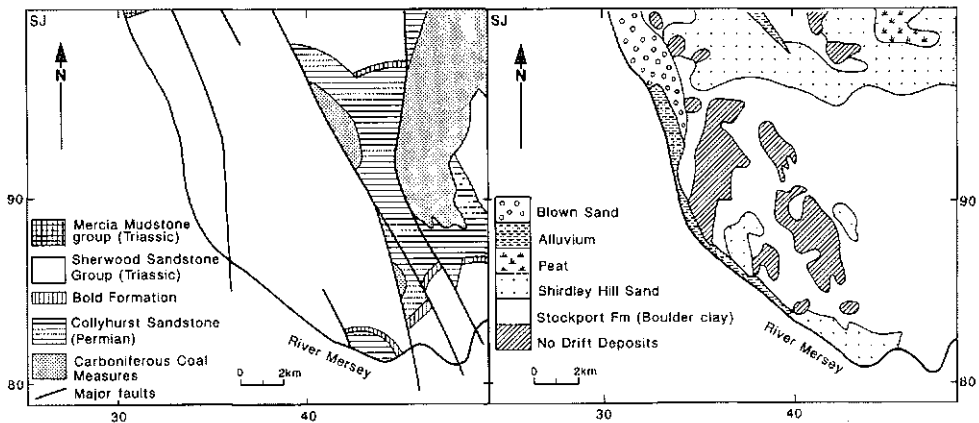 SJ
N
90
Mercia Mudstone
group (Triassic)
Sherwood Sandstone
Group (Triassic)
Bold Formation
Collyhurst Sandstone
(Permian)
Carboniferous Coal
Measures
Major faults
80
River Mersey
0 2km
30
40
SJ
N
Blown Sand
Alluvium
Peat
Shirdley Hill Sand
Stockport Fm (Boulder clay)
No Drift Deposits
River Mersey
0 2km
90
80
30
40